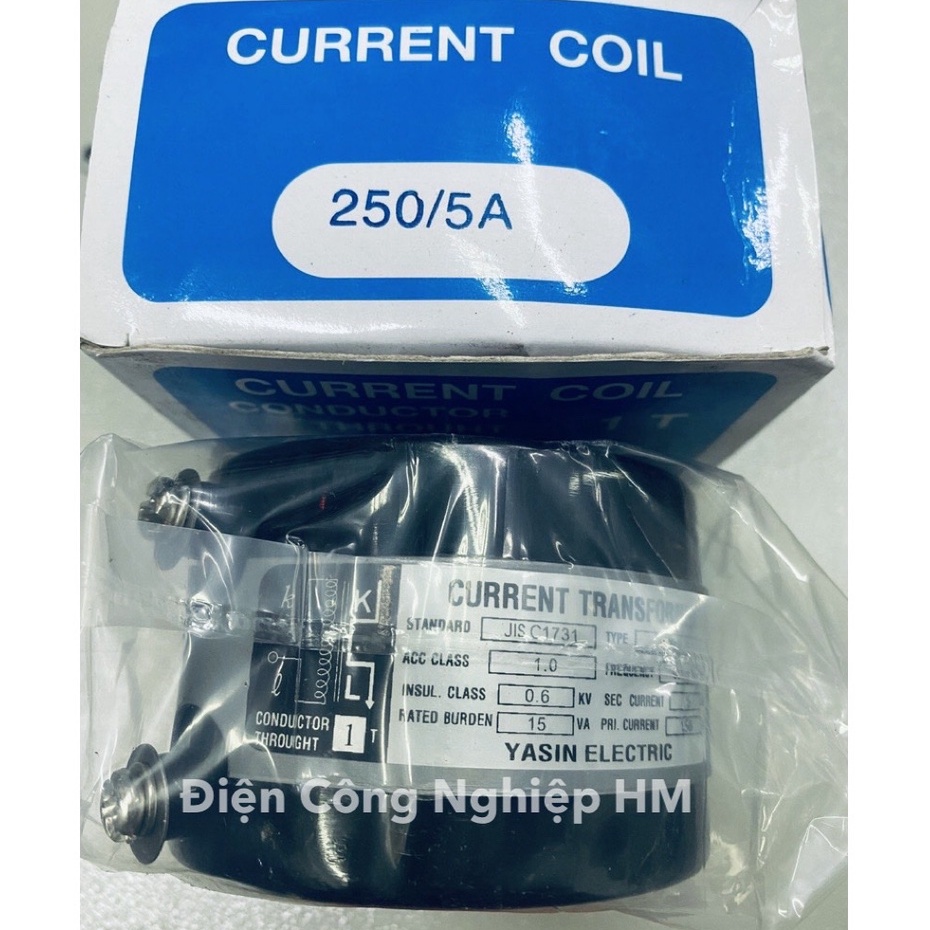 CURRENT COIL
250/5A
CURRENT COIL
CONDUCTOR
THROUGHT 1 T
K
CURRENT
STANDARD JIS C1731 TYPE
ACC CLASS 1.0 FREQUENCY
INSUL. CLASS 0.6 KV SEC CURRENT
RATED BURDEN 15 VA PRI. CURRENT
L
CONDUCTOR
THROUGHT 1 T
YASIN ELECTRIC
Điện Công Nghiệp HM